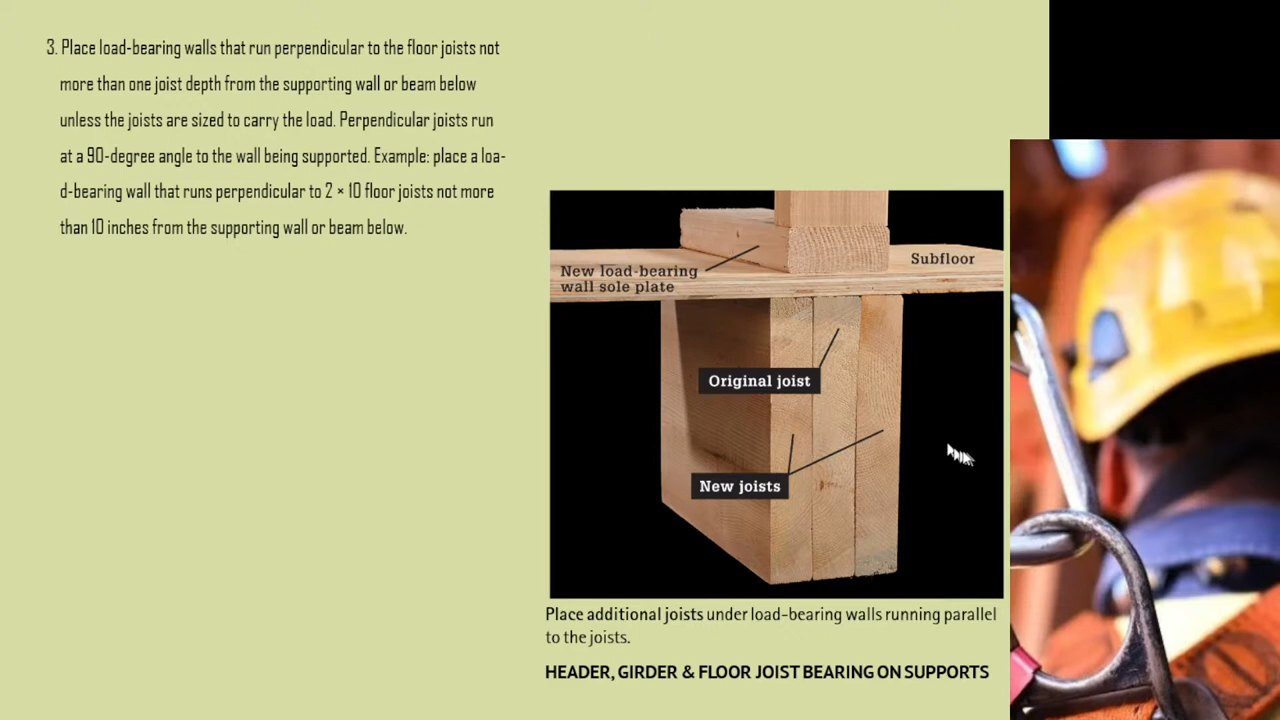 3. Place load-bearing walls that run perpendicular to the floor joists not
more than one joist depth from the supporting wall or beam below
unless the joists are sized to carry the load. Perpendicular joists run
at a 90-degree angle to the wall being supported. Example: place a loa-
d-bearing wall that runs perpendicular to 2 × 10 floor joists not more
than 10 inches from the supporting wall or beam below.
New load-bearing
wall sole plate
Subfloor
Original joist
New joists
Place additional joists under load-bearing walls running parallel
to the joists.
HEADER, GIRDER & FLOOR JOIST BEARING ON SUPPORTS